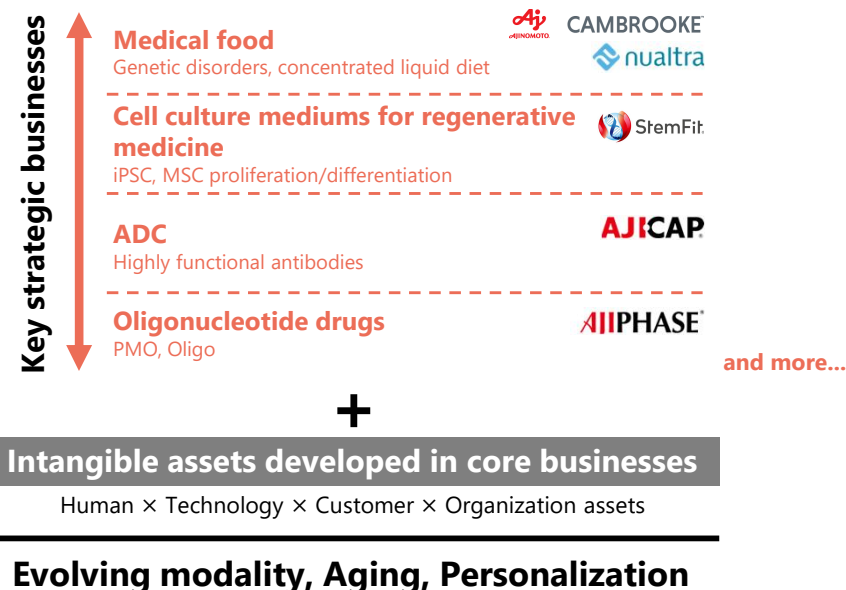 Key strategic businesses
Medical food
Genetic disorders, concentrated liquid diet
Aj
AJINOMOTO.
CAMBROOKE
nualtra
Cell culture mediums for regenerative
medicine
iPSC, MSC proliferation/differentiation
StemFit
ADC
Highly functional antibodies
AJICAP
Oligonucleotide drugs
PMO, Oligo
AJIPHASE®
and more...
+
Intangible assets developed in core businesses
Human × Technology × Customer × Organization assets
Evolving modality, Aging, Personalization